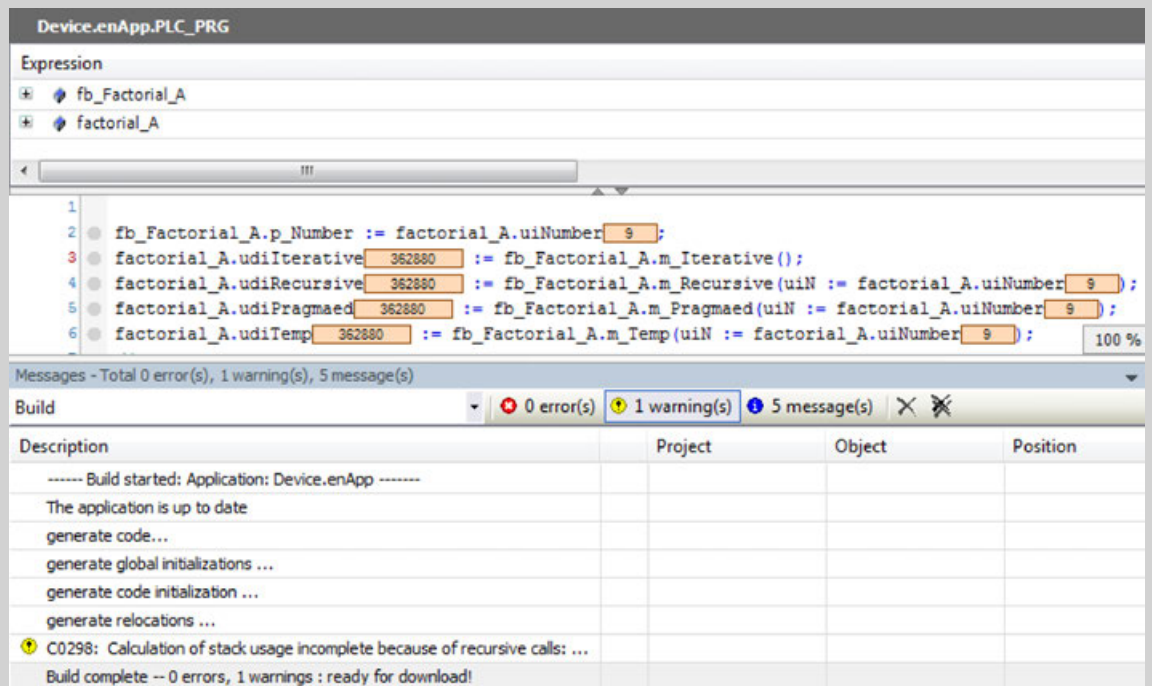 Device.enApp.PLC_PRG
Expression
fb_Factorial_A
factorial_A
1
2 fb_Factorial_A.p_Number := factorial_A.uiNumber 9 ;
3 factorial_A.udiIterative 362880 := fb_Factorial_A.m_Iterative();
4 factorial_A.udiRecursive 362880 := fb_Factorial_A.m_Recursive(uiN := factorial_A.uiNumber 9 );
5 factorial_A.udiPragmaed 362880 := fb_Factorial_A.m_Pragmaed(uiN := factorial_A.uiNumber 9 );
6 factorial_A.udiTemp 362880 := fb_Factorial_A.m_Temp(uiN := factorial_A.uiNumber 9 );
100 %
Messages - Total 0 error(s), 1 warning(s), 5 message(s)
Build 0 error(s) 1 warning(s) 5 message(s)
Description Project Object Position
------ Build started: Application: Device.enApp -------
The application is up to date
generate code...
generate global initializations ...
generate code initialization ...
generate relocations ...
C0298: Calculation of stack usage incomplete because of recursive calls: ...
Build complete -- 0 errors, 1 warnings : ready for download!